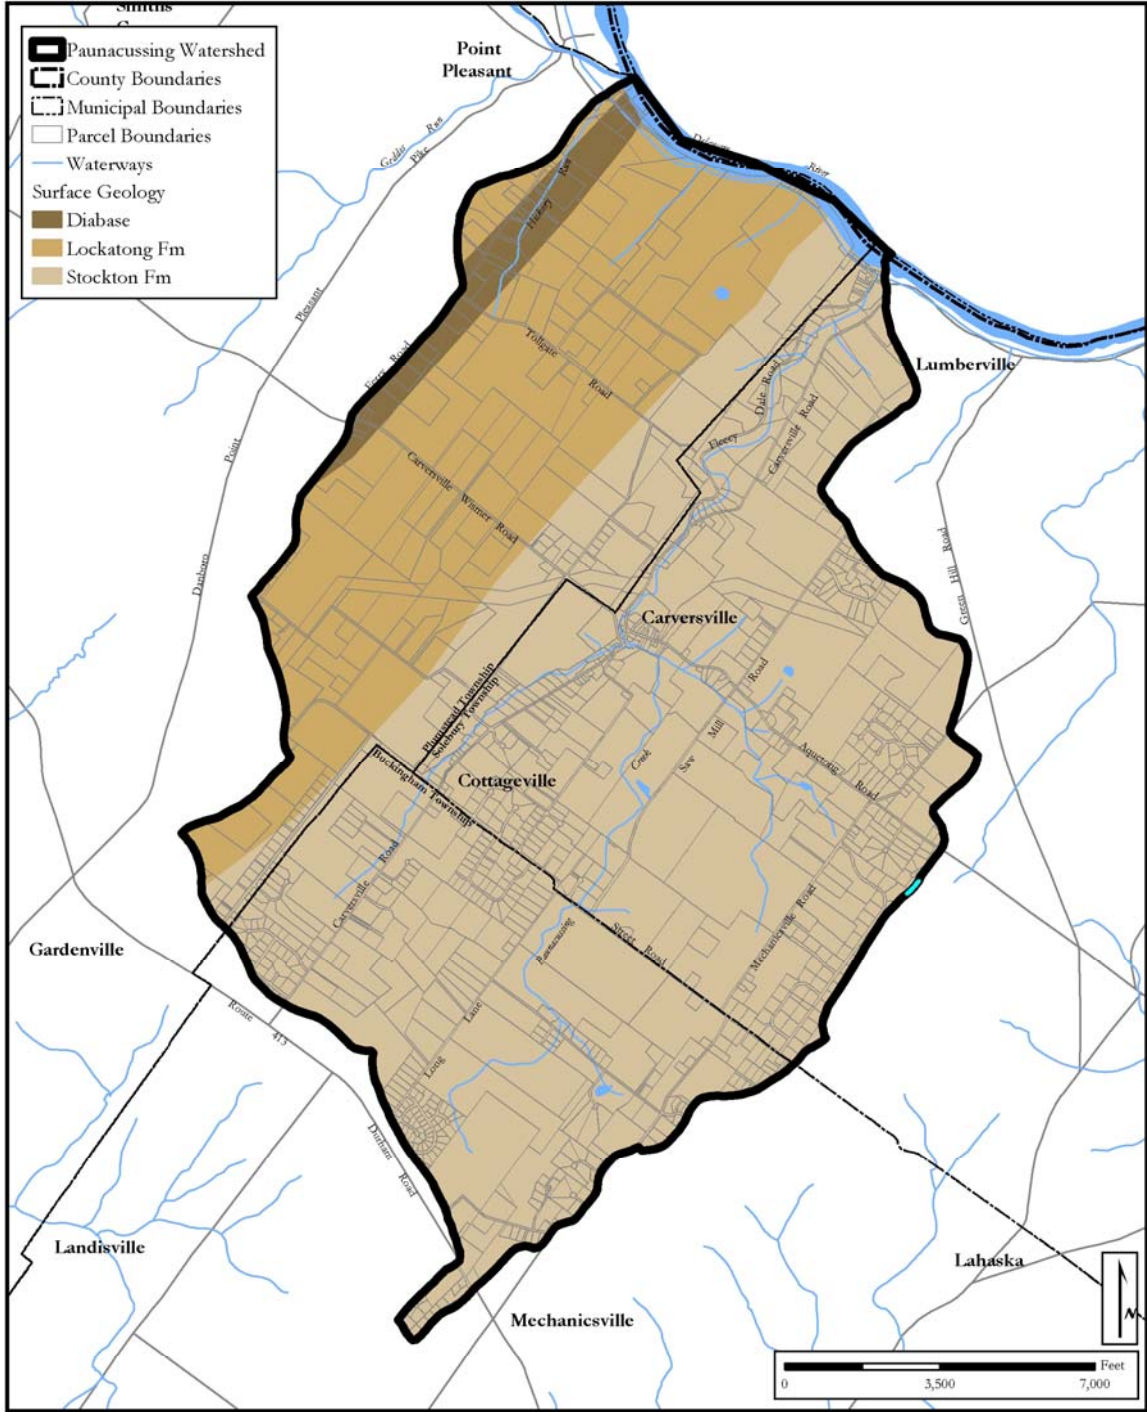 Smiths
Point
Pleasant
Paunacussing Watershed
County Boundaries
Municipal Boundaries
Parcel Boundaries
Waterways
Surface Geology
Diabase
Lockatong Fm
Stockton Fm
Geddes Run
Pike
Delaware River
Hickory Run
Pleasant
Tollgate Road
Ferry Road
Lumberville
Dale Road
Fleecy
Carversville Road
Point
Carversville Wismer Road
Danboro
Green Hill Road
Carversville
Plumstead Township
Solebury Township
Road
Mill
Saw
Creek
Aquetong Road
Buckingham Township
Cottageville
Carversville Road
Mechanicsville Road
Gardenville
Paunacussing
Street Road
Route 413
Lane
Long
Durham Road
Landisville
Lahaska
Mechanicsville
N
Feet
0 3,500 7,000